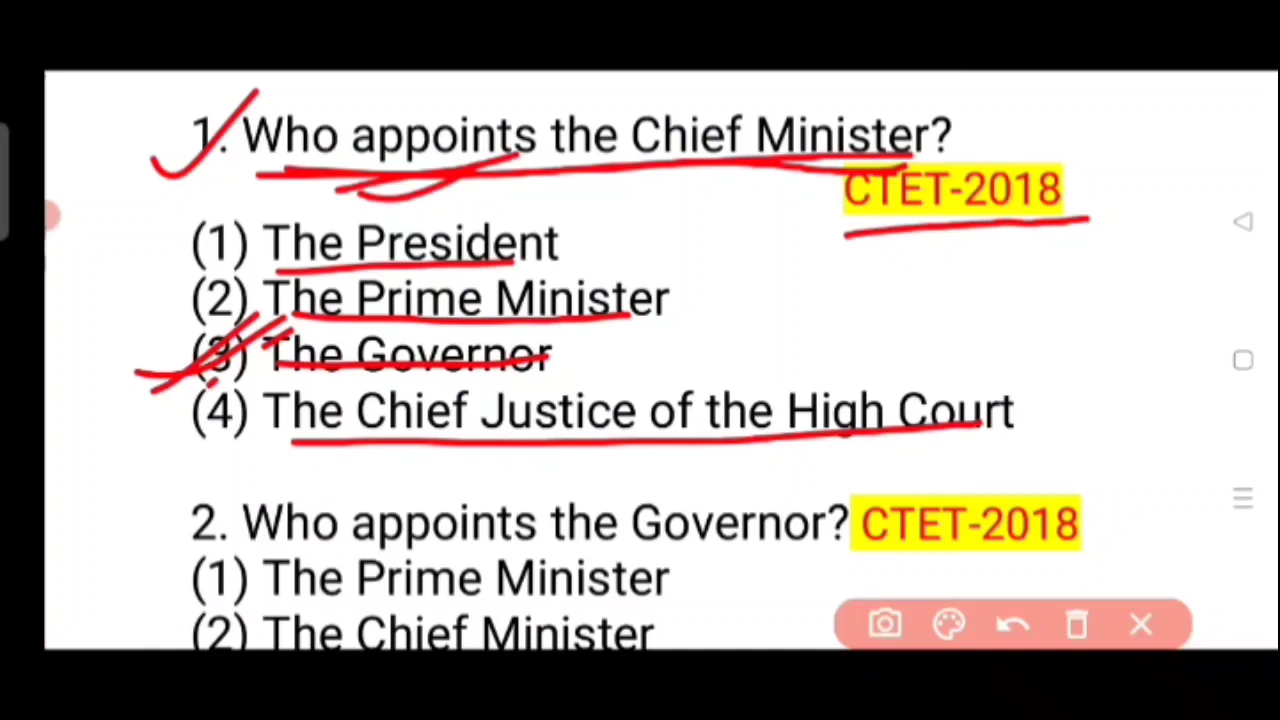 1. Who appoints the Chief Minister?
CTET-2018
(1) The President
(2) The Prime Minister
(3) The Governor
(4) The Chief Justice of the High Court
2. Who appoints the Governor? CTET-2018
(1) The Prime Minister
(2) The Chief Minister